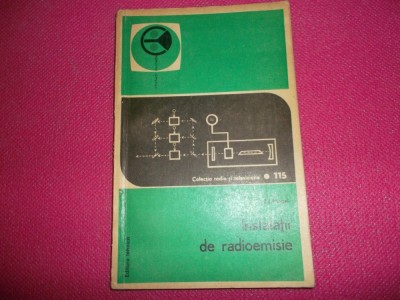 Colecția radio și televiziune ● 115
Instalații
de radioemisie
Editura tehnică